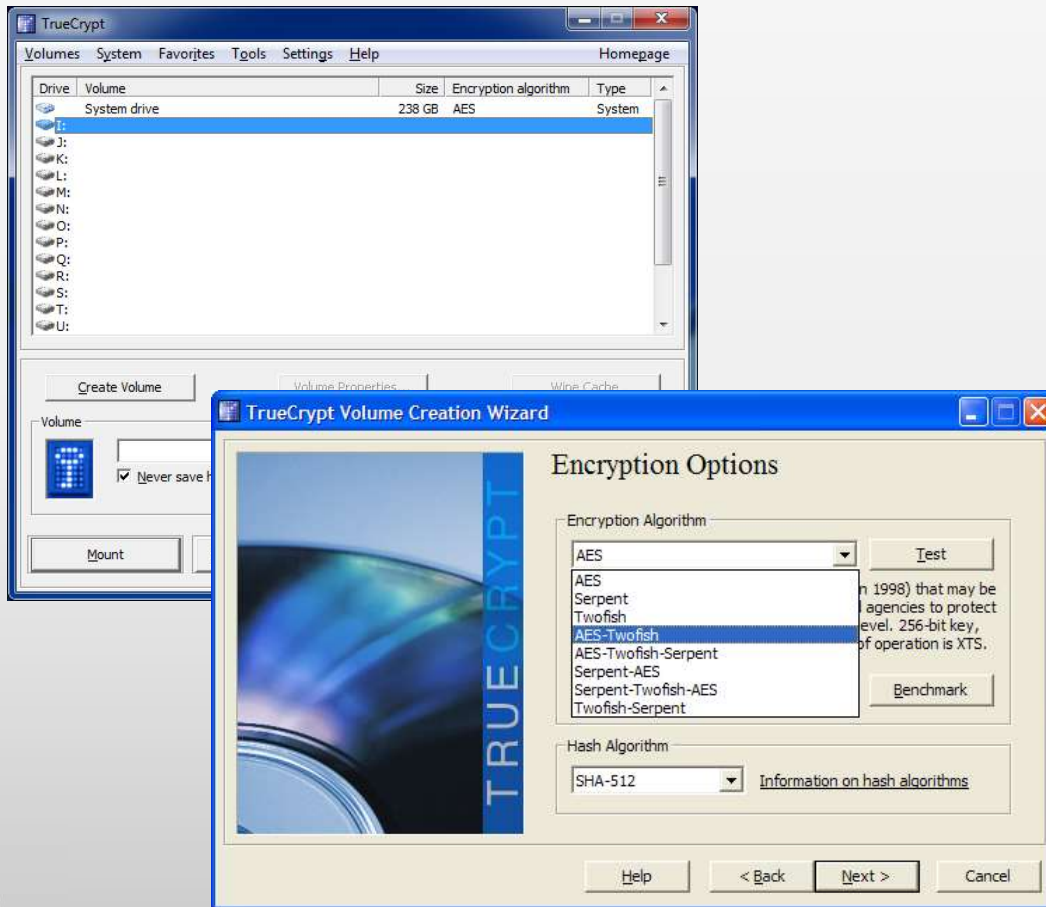 TrueCrypt
Volumes System Favorites Tools Settings Help Homepage
Drive Volume Size Encryption algorithm Type
System drive 238 GB AES System
I:
J:
K:
L:
M:
N:
O:
P:
Q:
R:
S:
T:
U:
Create Volume Volume Properties... Wipe Cache
Volume
Never save h
Mount
TrueCrypt Volume Creation Wizard
TRUECRYPT
Encryption Options
Encryption Algorithm
AES Test
AES
Serpent
Twofish
AES-Twofish
AES-Twofish-Serpent
Serpent-AES
Serpent-Twofish-AES
Twofish-Serpent
n 1998) that may be
agencies to protect
evel. 256-bit key,
of operation is XTS.
Benchmark
Hash Algorithm
SHA-512 Information on hash algorithms
Help < Back Next > Cancel